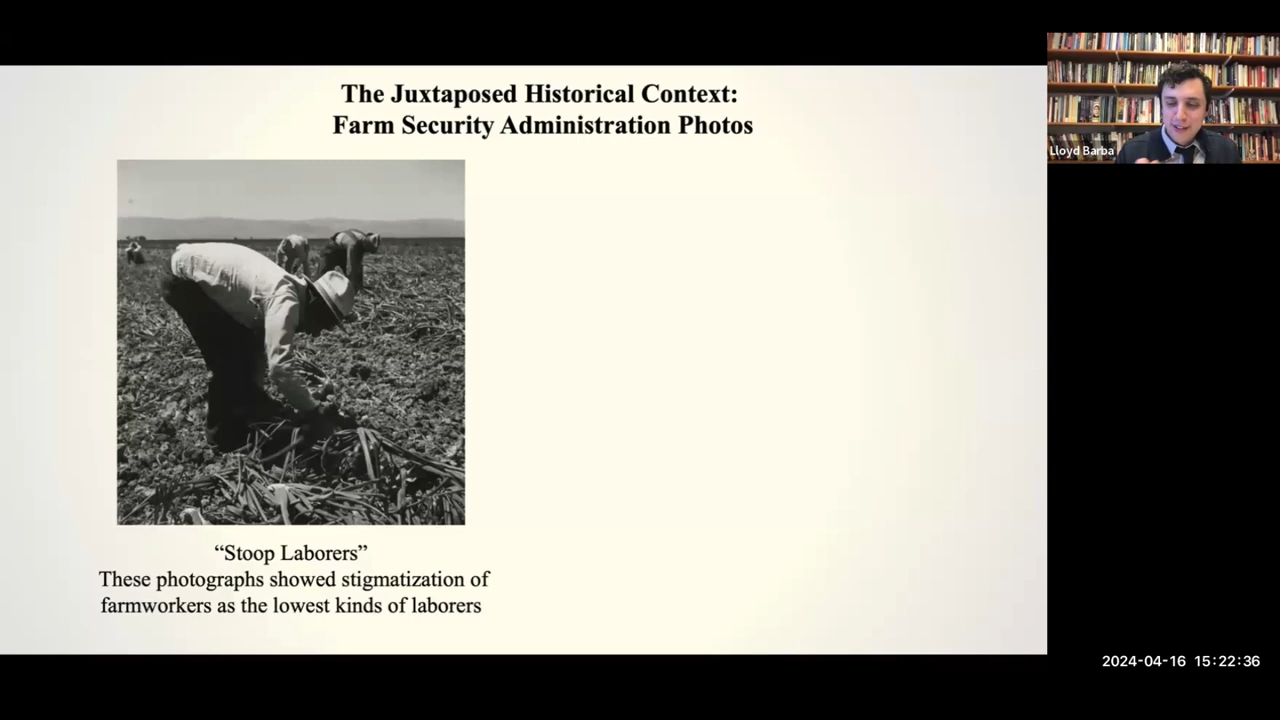 The Juxtaposed Historical Context:
Farm Security Administration Photos
Lloyd Barba
“Stoop Laborers”
These photographs showed stigmatization of
farmworkers as the lowest kinds of laborers
2024-04-16 15:22:36